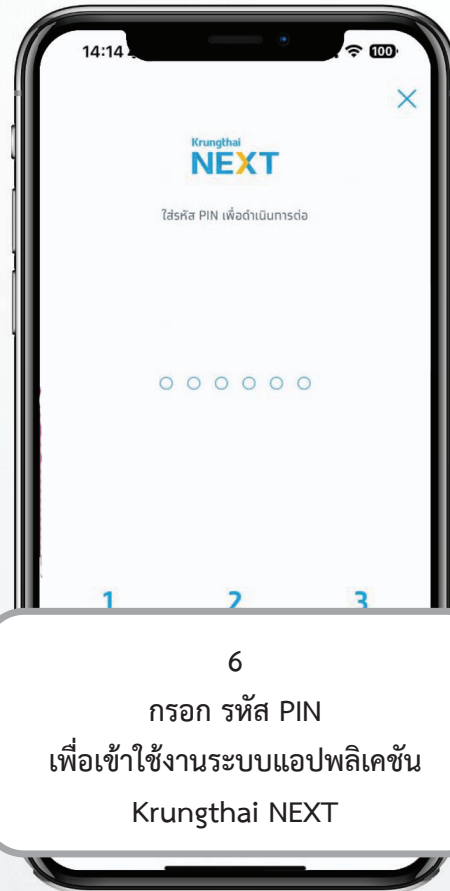 14:14
100
Krungthai
NEXT
ใส่รหัส PIN เพื่อดำเนินการต่อ
1 2 3
6
กรอก รหัส PIN
เพื่อเข้าใช้งานระบบแอปพลิเคชัน
Krungthai NEXT